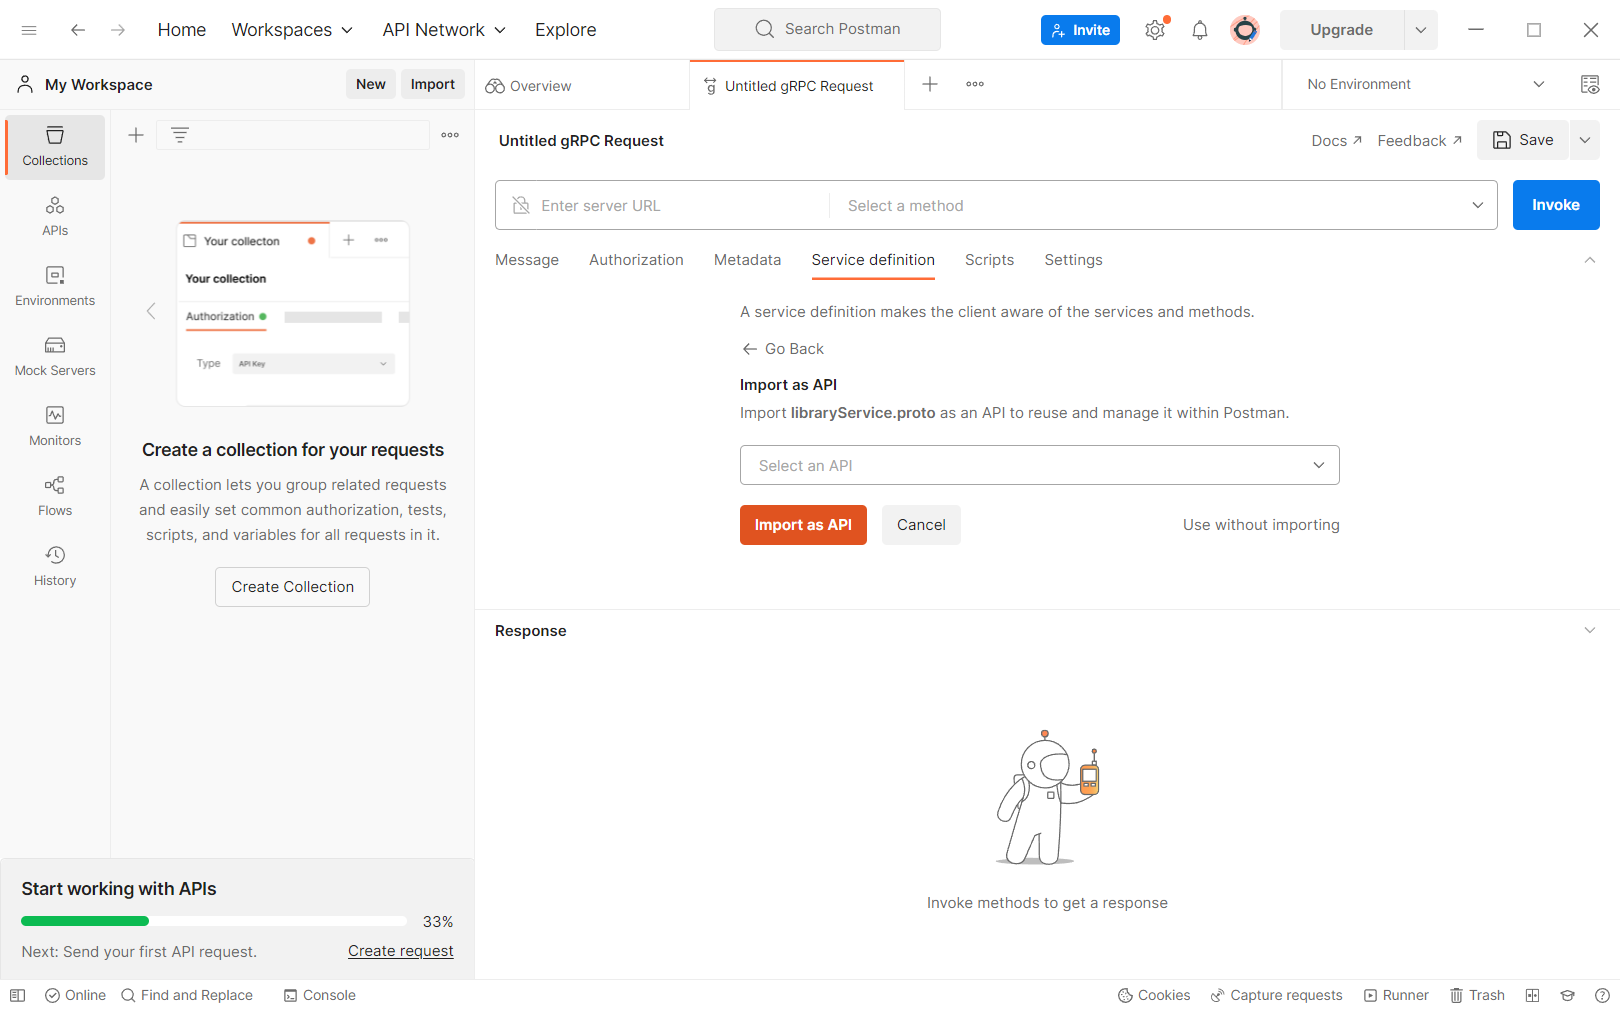 Home Workspaces API Network Explore Search Postman Invite Upgrade
My Workspace New Import Overview Untitled gRPC Request No Environment
Collections
APIs
Environments
Mock Servers
Monitors
Flows
History
Your collecton
Your collection
Authorization
Type API Key
Create a collection for your requests
A collection lets you group related requests
and easily set common authorization, tests,
scripts, and variables for all requests in it.
Create Collection
Start working with APIs
33%
Next: Send your first API request. Create request
Untitled gRPC Request Docs Feedback Save
Enter server URL Select a method Invoke
Message Authorization Metadata Service definition Scripts Settings
A service definition makes the client aware of the services and methods.
Go Back
Import as API
Import libraryService.proto as an API to reuse and manage it within Postman.
Select an API
Import as API Cancel Use without importing
Response
Invoke methods to get a response
Online Find and Replace Console Cookies Capture requests Runner Trash